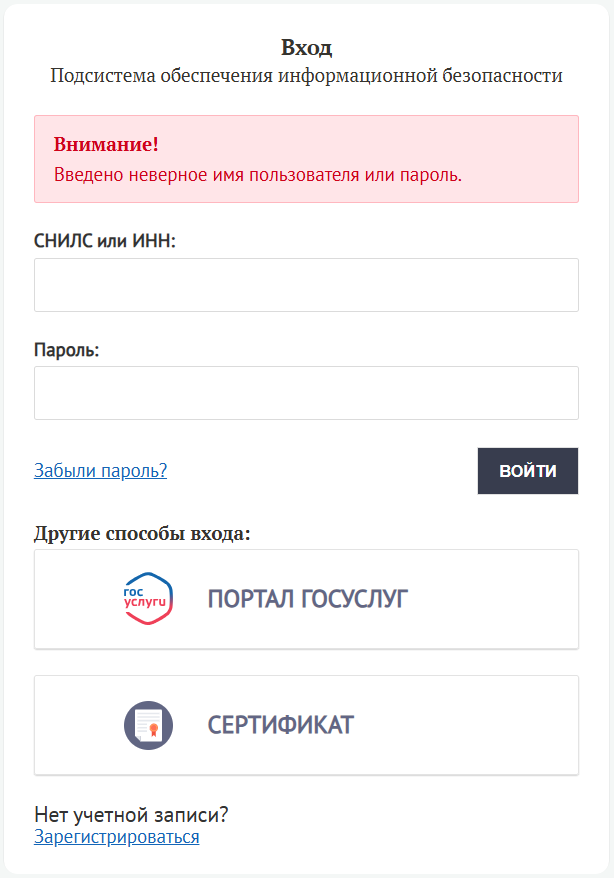 Вход
Подсистема обеспечения информационной безопасности
Внимание!
Введено неверное имя пользователя или пароль.
СНИЛС или ИНН:
Пароль:
Забыли пароль?
ВОЙТИ
Другие способы входа:
гос
услуги
ПОРТАЛ ГОСУСЛУГ
СЕРТИФИКАТ
Нет учетной записи?
Зарегистрироваться